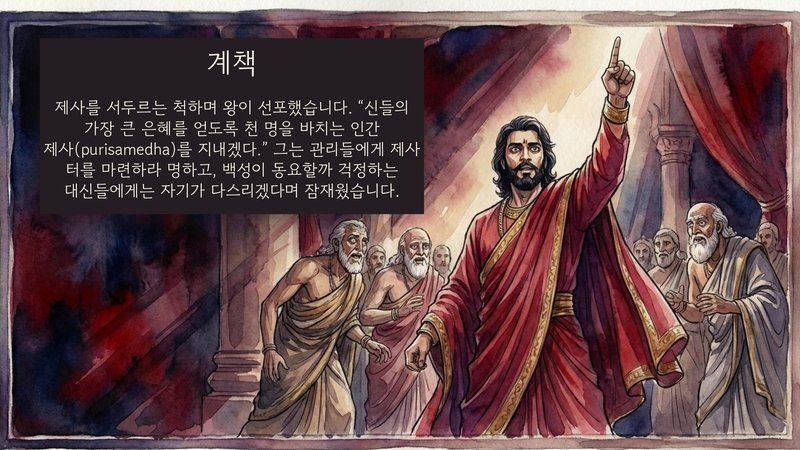 계책
제사를 서두르는 척하며 왕이 선포했습니다. “신들의
가장 큰 은혜를 얻도록 천 명을 바치는 인간
제사(purisamedha)를 지내겠다.” 그는 관리들에게 제사
터를 마련하라 명하고, 백성이 동요할까 걱정하는
대신들에게는 자기가 다스리겠다며 잠재웠습니다.